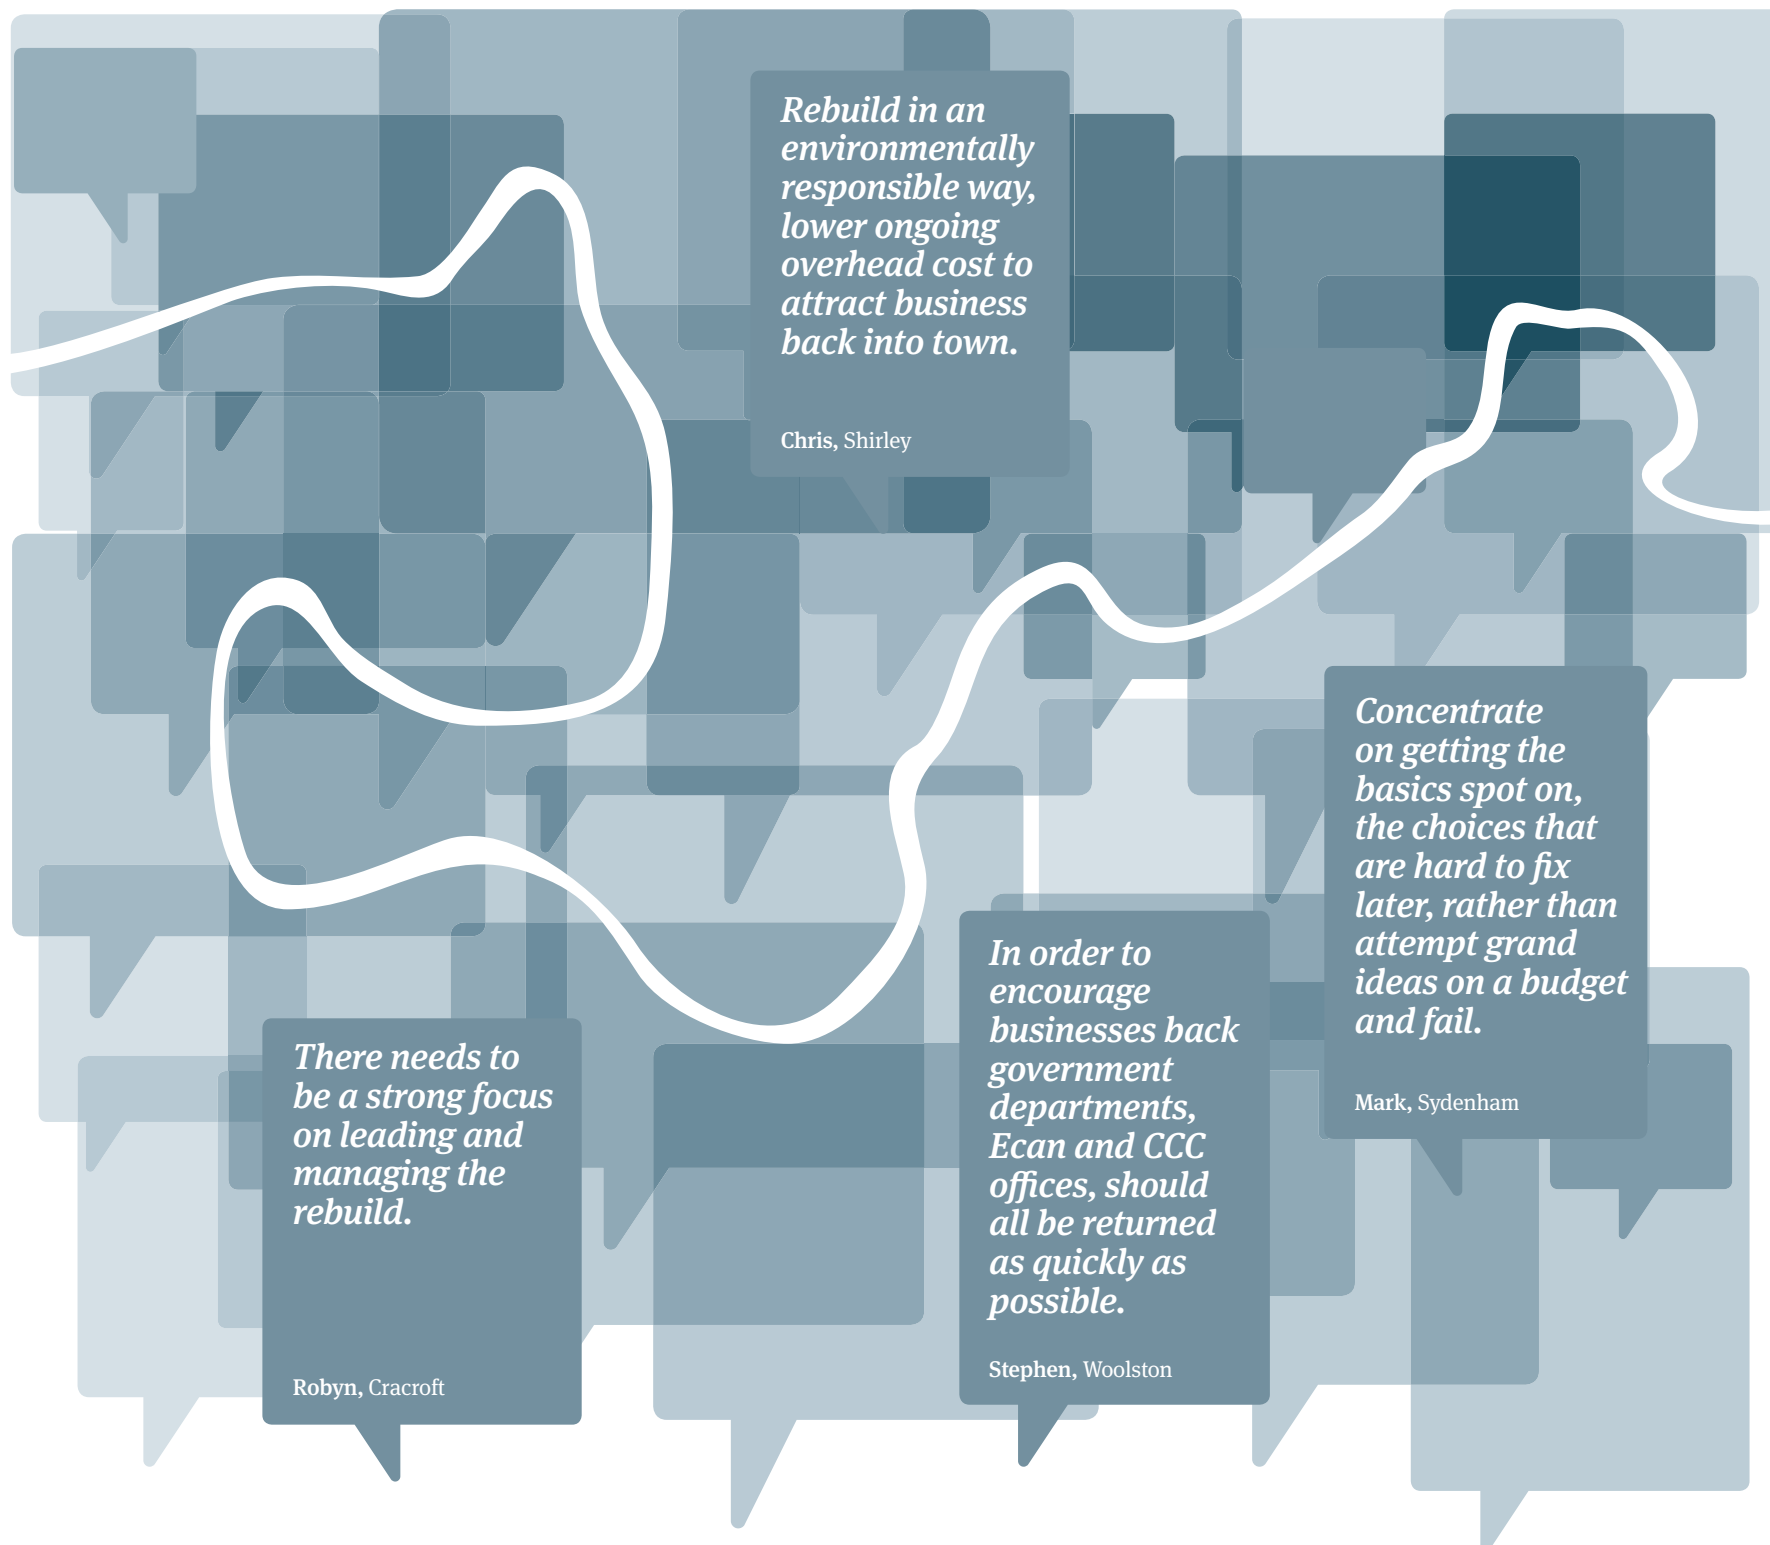 Rebuild in an
environmentally
responsible way,
lower ongoing
overhead cost to
attract business
back into town.
Chris, Shirley
Concentrate
on getting the
basics spot on,
the choices that
are hard to fix
later, rather than
attempt grand
ideas on a budget
and fail.
Mark, Sydenham
In order to
encourage
businesses back
government
departments,
Ecan and CCC
offices, should
all be returned
as quickly as
possible.
Stephen, Woolston
There needs to
be a strong focus
on leading and
managing the
rebuild.
Robyn, Cracroft